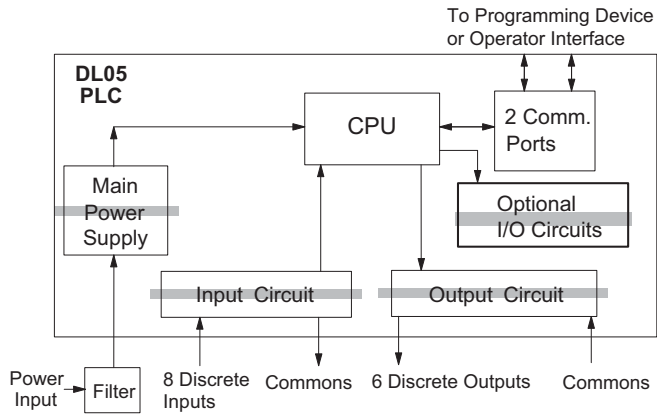 To Programming Device
or Operator Interface
DL05
PLC
CPU
2 Comm.
Ports
Main
Power
Supply
Optional
I/O Circuits
Input Circuit
Output Circuit
Power
Input
Filter
8 Discrete
Inputs
Commons
6 Discrete Outputs
Commons